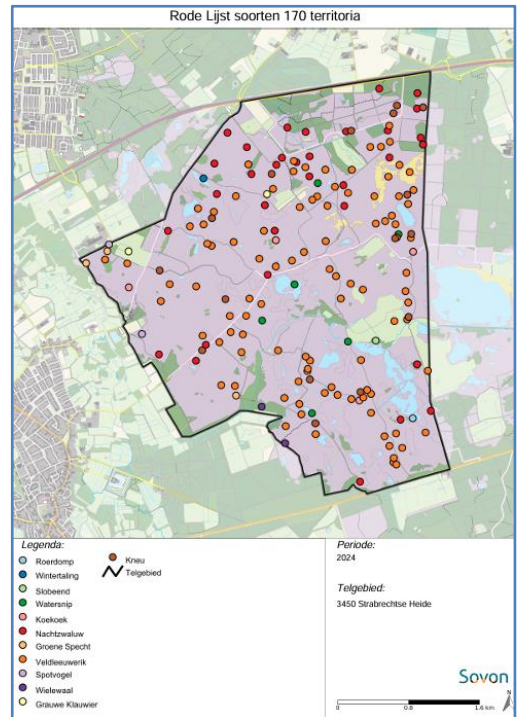 Rode Lijst soorten 170 territoria
Legenda:
Roerdomp
Wintertaling
Slobeend
Watersnip
Koekoek
Nachtzwaluw
Groene Specht
Veldleeuwerik
Spotvogel
Wielewaal
Grauwe Klauwier
Kneu
Telgebied
Periode:
2024
Telgebied:
3450 Strabrechtse Heide
Sovon
N
0 0.8 1.6 km